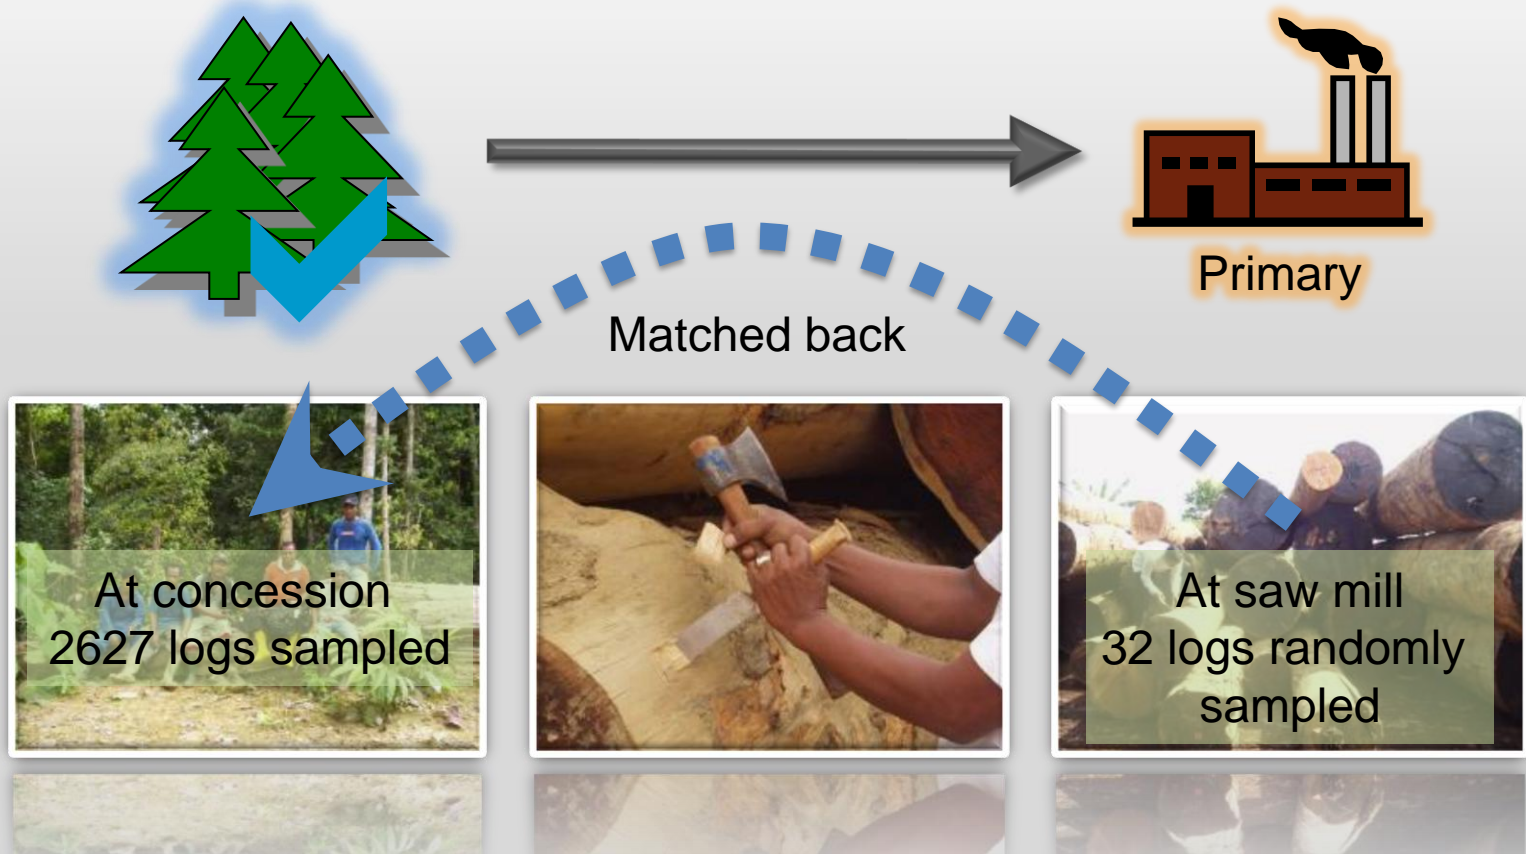 Primary
Matched back
At concession
2627 logs sampled
At saw mill
32 logs randomly
sampled